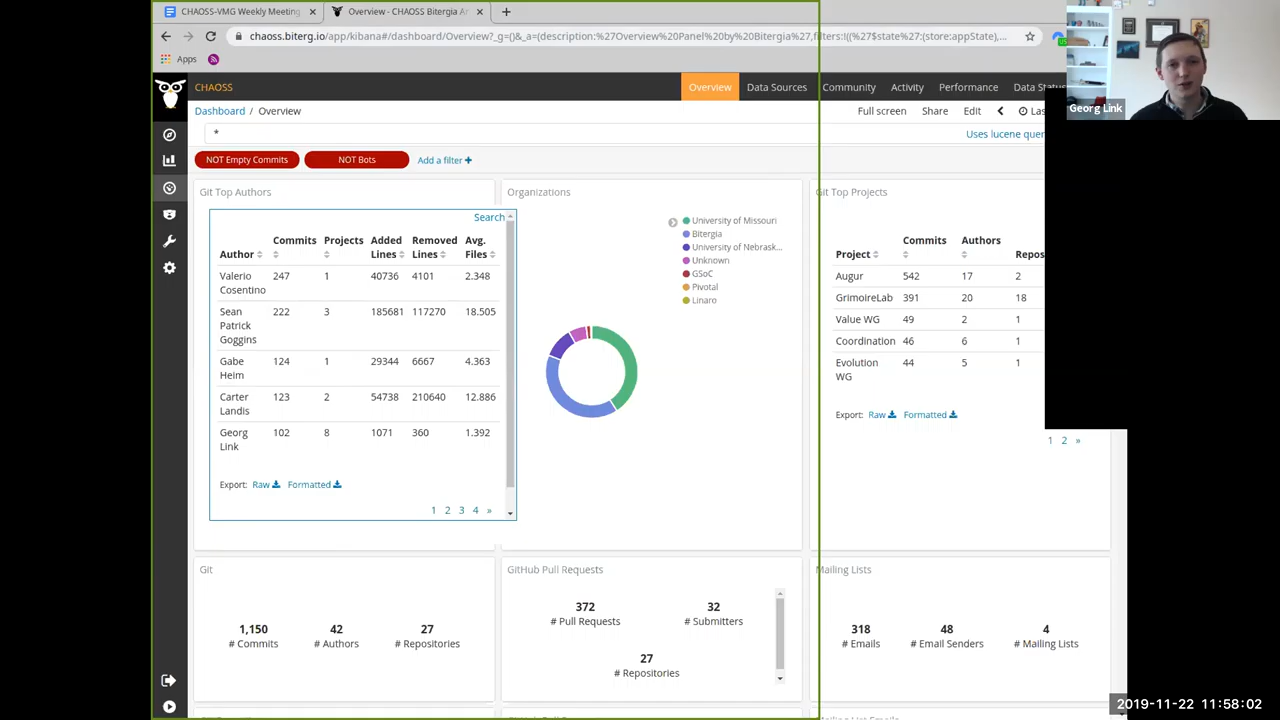 CHAOSS-VMG Weekly Meeting
Overview - CHAOSS Bitergia A
chaoss.biterg.io/app/kiban
Overview?_g=()&_a=(description:%27Overview%20Panel%20by%20Bitergia%27,filters:!((%27$state%27:(store:appState),...
US
Apps
CHAOSS
Overview
Data Sources
Community
Activity
Performance
Data Status
Georg Link
Dashboard / Overview
Full screen
Share
Edit
*
Uses lucene quer
NOT Empty Commits
NOT Bots
Add a filter +
Git Top Authors
Search
Author Commits Projects Added Lines Removed Lines Avg. Files
Valerio Cosentino 247 1 40736 4101 2.348
Sean Patrick Goggins 222 3 185681 117270 18.505
Gabe Heim 124 1 29344 6667 4.363
Carter Landis 123 2 54738 210640 12.886
Georg Link 102 8 1071 360 1.392
Export: Raw Formatted
1 2 3 4 »
Organizations
University of Missouri
Bitergia
University of Nebrask...
Unknown
GSoC
Pivotal
Linaro
Git Top Projects
Project Commits Authors Repos
Augur 542 17 2
GrimoireLab 391 20 18
Value WG 49 2 1
Coordination 46 6 1
Evolution WG 44 5 1
Export: Raw Formatted
1 2 »
Git
1,150
# Commits
42
# Authors
27
# Repositories
GitHub Pull Requests
372
# Pull Requests
32
# Submitters
27
# Repositories
Mailing Lists
318
# Emails
48
# Email Senders
4
# Mailing Lists
2019-11-22 11:58:02